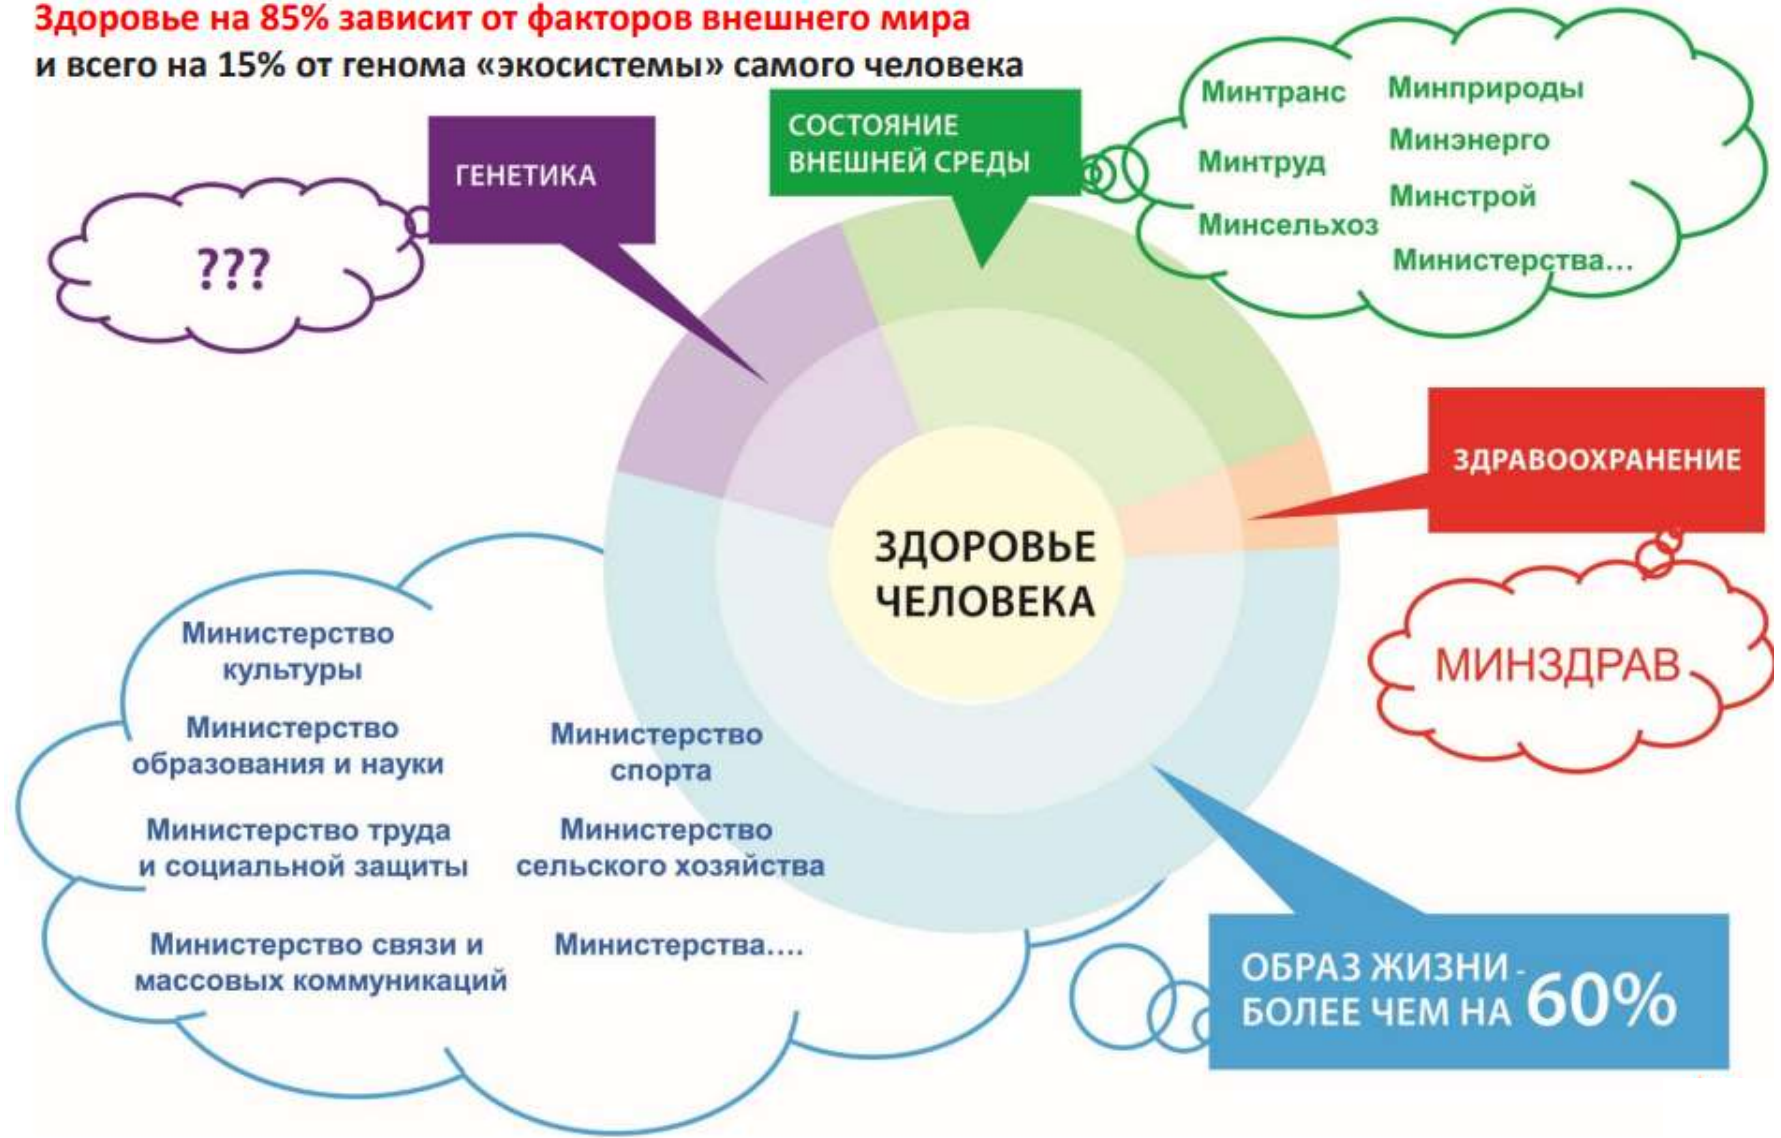 Здоровье на 85% зависит от факторов внешнего мира
и всего на 15% от генома «экосистемы» самого человека
???
ГЕНЕТИКА
СОСТОЯНИЕ
ВНЕШНЕЙ СРЕДЫ
Минтранс
Минтруд
Минсельхоз
Минприроды
Минэнерго
Минстрой
Министерства...
ЗДРАВООХРАНЕНИЕ
МИНЗДРАВ
ЗДОРОВЬЕ
ЧЕЛОВЕКА
Министерство
культуры
Министерство
образования и науки
Министерство труда
и социальной защиты
Министерство связи и
массовых коммуникаций
Министерство
спорта
Министерство
сельского хозяйства
Министерства....
ОБРАЗ ЖИЗНИ -
БОЛЕЕ ЧЕМ НА 60%